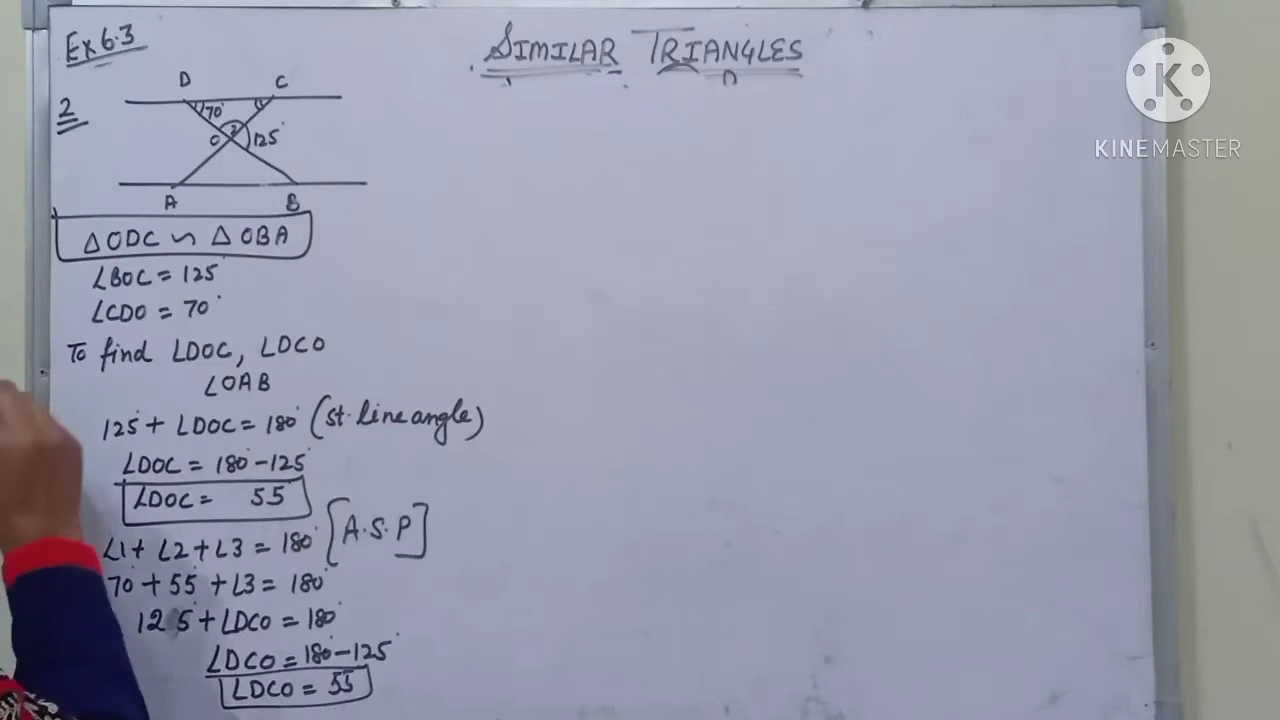 Ex 6.3
SIMILAR TRIANGLES
K
KINEMASTER
2
D C
70°
O 125°
A B
△ODC ∽ △OBA
∠BOC = 125°
∠CDO = 70°
To find ∠DOC, ∠DCO
∠OAB
125° + ∠DOC = 180° (st. line angle)
∠DOC = 180° - 125°
∠DOC = 55°
∠1 + ∠2 + ∠3 = 180° [A.S.P]
70° + 55° + ∠3 = 180°
125° + ∠DCO = 180°
∠DCO = 180° - 125°
∠DCO = 55°